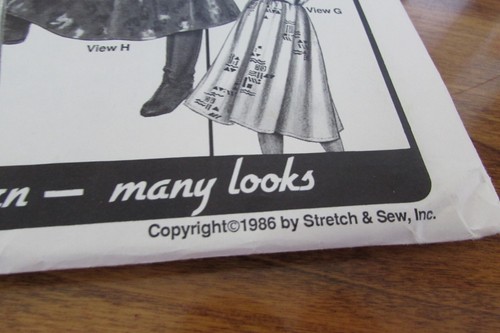 View G
View H
— many looks
Copyright©1986 by Stretch & Sew, Inc.